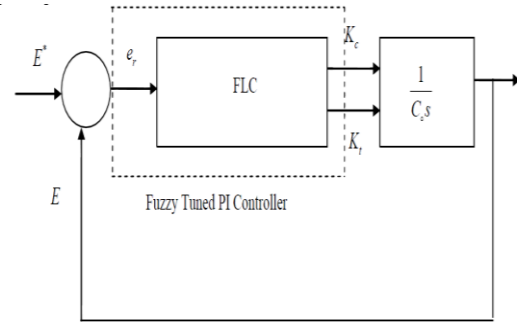 E*
e_r
FLC
K_c
K_t
1
C_s s
E
Fuzzy Tuned PI Controller